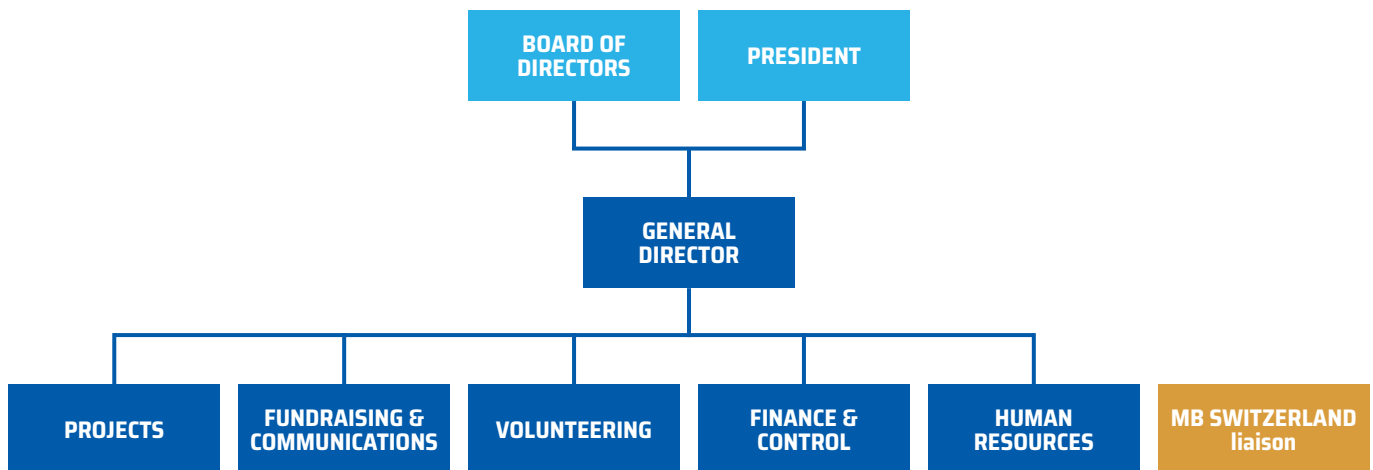 BOARD OF
DIRECTORS
PRESIDENT
GENERAL
DIRECTOR
PROJECTS
FUNDRAISING &
COMMUNICATIONS
VOLUNTEERING
FINANCE &
CONTROL
HUMAN
RESOURCES
MB SWITZERLAND
liaison